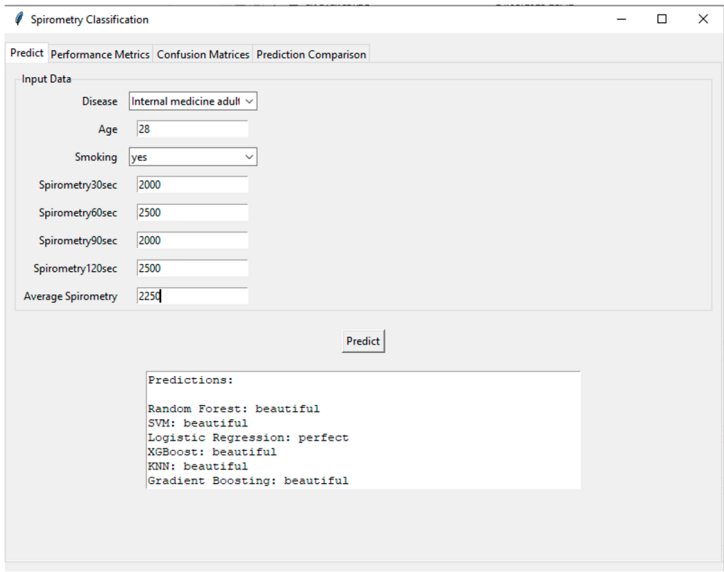 Spirometry Classification
Predict Performance Metrics Confusion Matrices Prediction Comparison
Input Data
Disease Internal medicine adult
Age 28
Smoking yes
Spirometry30sec 2000
Spirometry60sec 2500
Spirometry90sec 2000
Spirometry120sec 2500
Average Spirometry 2250
Predict
Predictions:
Random Forest: beautiful
SVM: beautiful
Logistic Regression: perfect
XGBoost: beautiful
KNN: beautiful
Gradient Boosting: beautiful